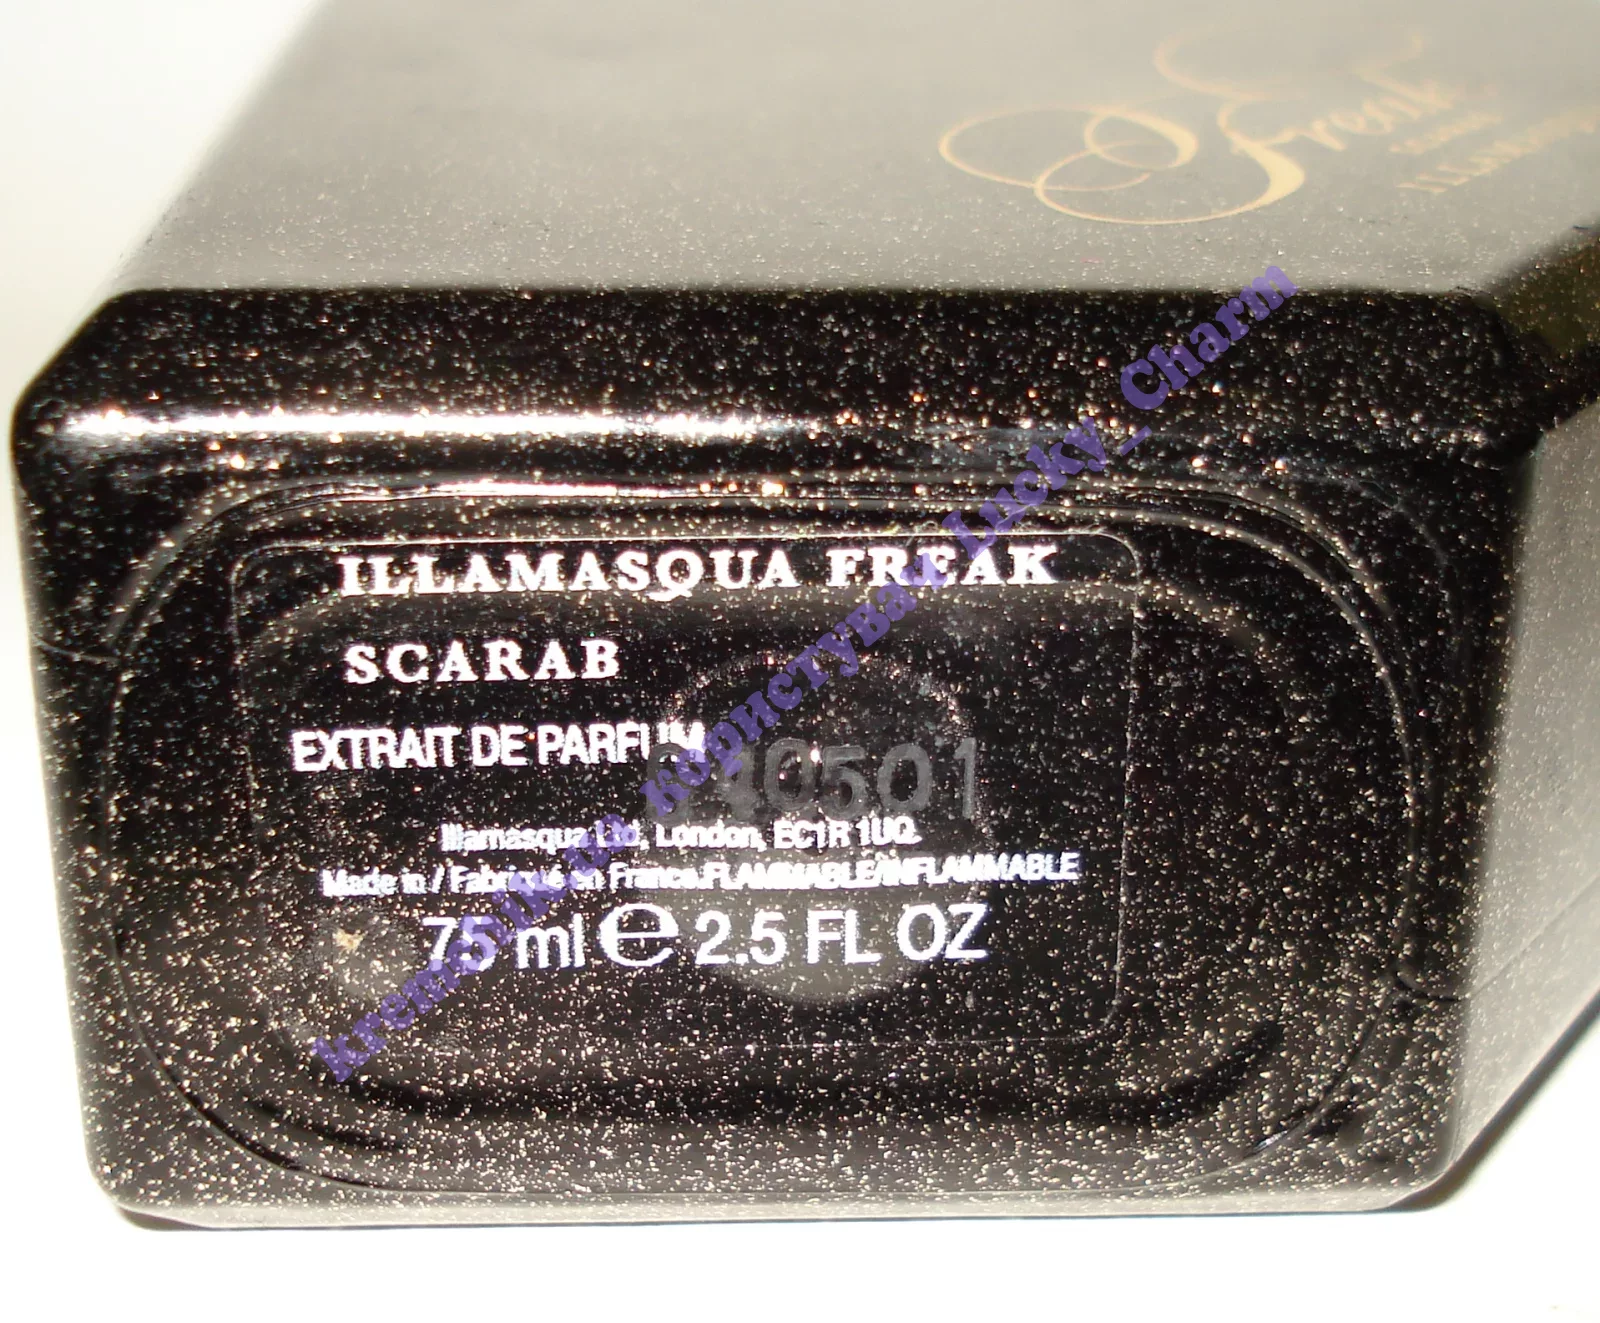 Freak
ILLAMASQUA FREAK
SCARAB
EXTRAIT DE PARFUM
Illamasqua Ltd, London, EC1R 1UQ.
Made in / Fabriqué en France.FLAMMABLE/INFLAMMABLE
75 ml ℮ 2.5 FL OZ
користувач Lucky_Charm